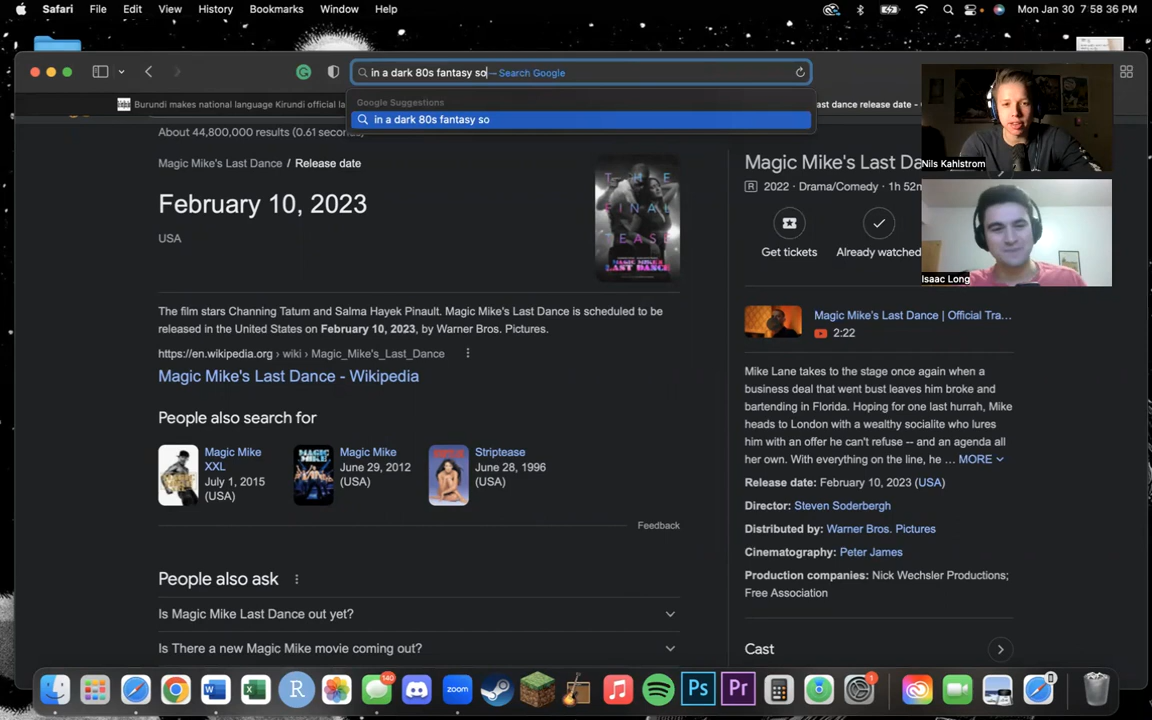 Safari File Edit View History Bookmarks Window Help Mon Jan 30 7:58:36 PM
in a dark 80s fantasy so – Search Google
Google Suggestions
in a dark 80s fantasy so
Burundi makes national language Kirundi official la
ast dance release date -
About 44,800,000 results (0.61 seconds)
Magic Mike's Last Dance / Release date
February 10, 2023
USA
THE
FINAL
TEASE
MAGIC MIKE'S
LAST DANCE
The film stars Channing Tatum and Salma Hayek Pinault. Magic Mike's Last Dance is scheduled to be
released in the United States on February 10, 2023, by Warner Bros. Pictures.
https://en.wikipedia.org › wiki › Magic_Mike's_Last_Dance
Magic Mike's Last Dance - Wikipedia
People also search for
Magic Mike
XXL
July 1, 2015
(USA)
Magic Mike
June 29, 2012
(USA)
Striptease
June 28, 1996
(USA)
Feedback
People also ask
Is Magic Mike Last Dance out yet?
Is There a new Magic Mike movie coming out?
Magic Mike's Last Da
R 2022 · Drama/Comedy · 1h 52m
Get tickets
Already watched
Nils Kahlstrom
Isaac Long
Magic Mike's Last Dance | Official Tra...
2:22
Mike Lane takes to the stage once again when a
business deal that went bust leaves him broke and
bartending in Florida. Hoping for one last hurrah, Mike
heads to London with a wealthy socialite who lures
him with an offer he can't refuse -- and an agenda all
her own. With everything on the line, he ... MORE
Release date: February 10, 2023 (USA)
Director: Steven Soderbergh
Distributed by: Warner Bros. Pictures
Cinematography: Peter James
Production companies: Nick Wechsler Productions;
Free Association
Cast
R
W
X
140
zoom
Ps
Pr
1